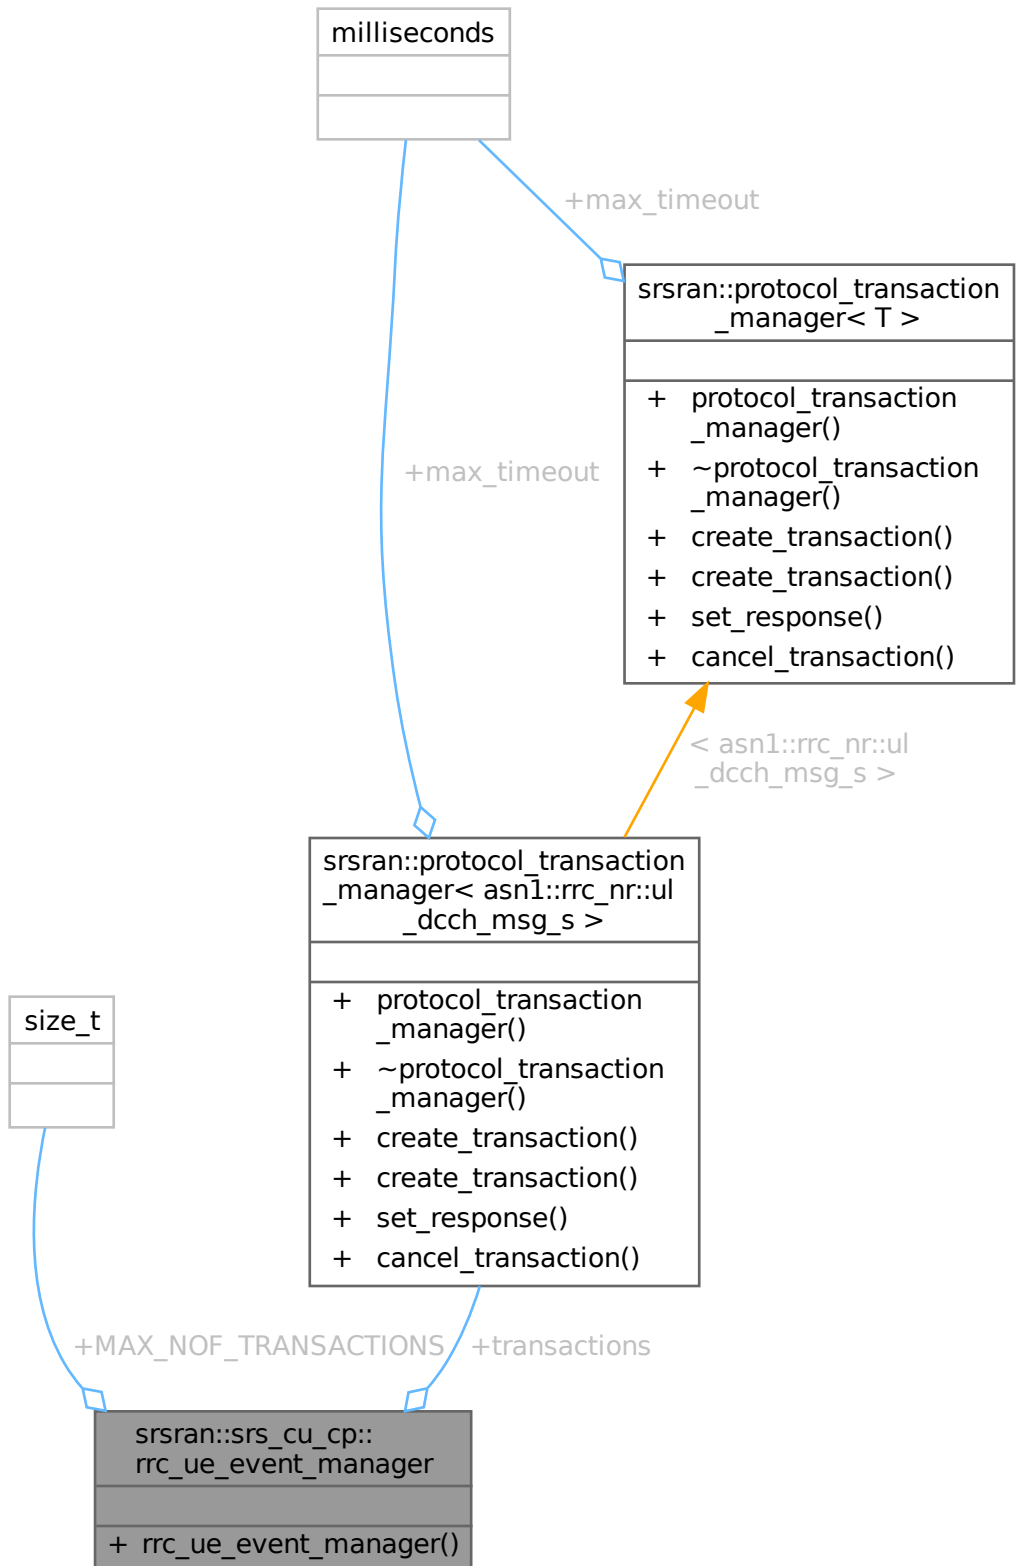 milliseconds
+max_timeout
srsran::protocol_transaction
_manager< T >
+ protocol_transaction
_manager()
+ ~protocol_transaction
_manager()
+ create_transaction()
+ create_transaction()
+ set_response()
+ cancel_transaction()
+max_timeout
< asn1::rrc_nr::ul
_dcch_msg_s >
srsran::protocol_transaction
_manager< asn1::rrc_nr::ul
_dcch_msg_s >
+ protocol_transaction
_manager()
+ ~protocol_transaction
_manager()
+ create_transaction()
+ create_transaction()
+ set_response()
+ cancel_transaction()
size_t
+MAX_NOF_TRANSACTIONS
+transactions
srsran::srs_cu_cp::
rrc_ue_event_manager
+ rrc_ue_event_manager()